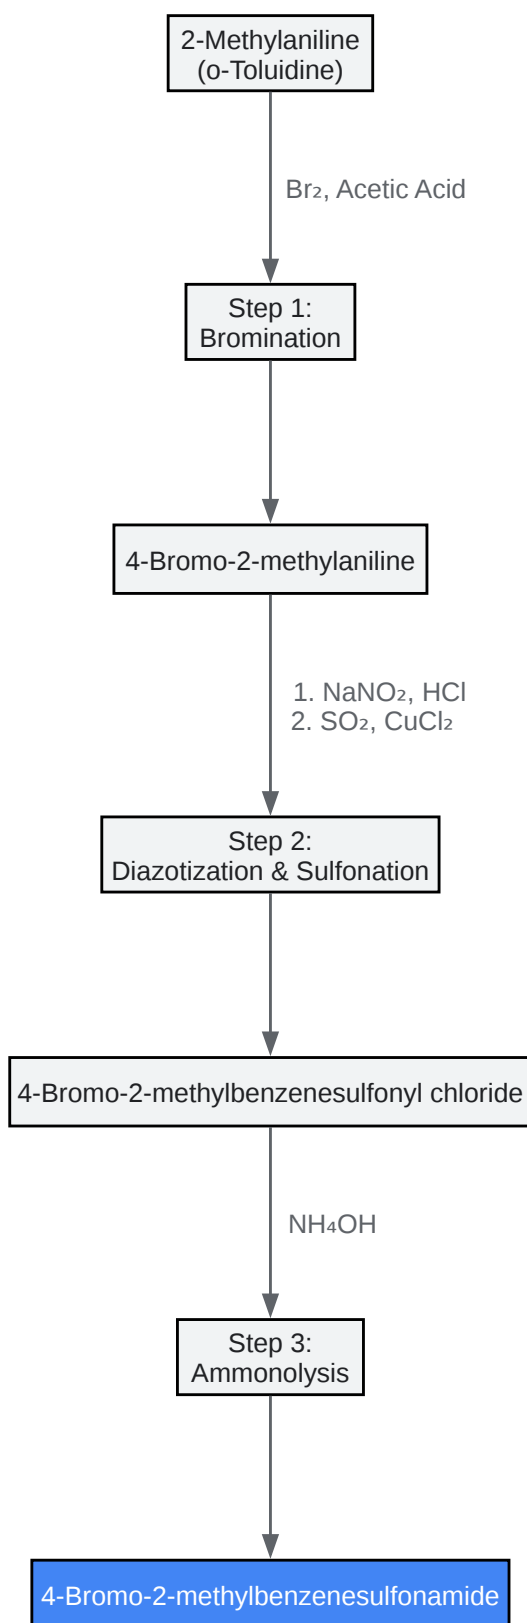 2-Methylaniline
(o-Toluidine)
Br₂, Acetic Acid
Step 1:
Bromination
4-Bromo-2-methylaniline
1. NaNO₂, HCl
2. SO₂, CuCl₂
Step 2:
Diazotization & Sulfonation
4-Bromo-2-methylbenzenesulfonyl chloride
NH₄OH
Step 3:
Ammonolysis
4-Bromo-2-methylbenzenesulfonamide